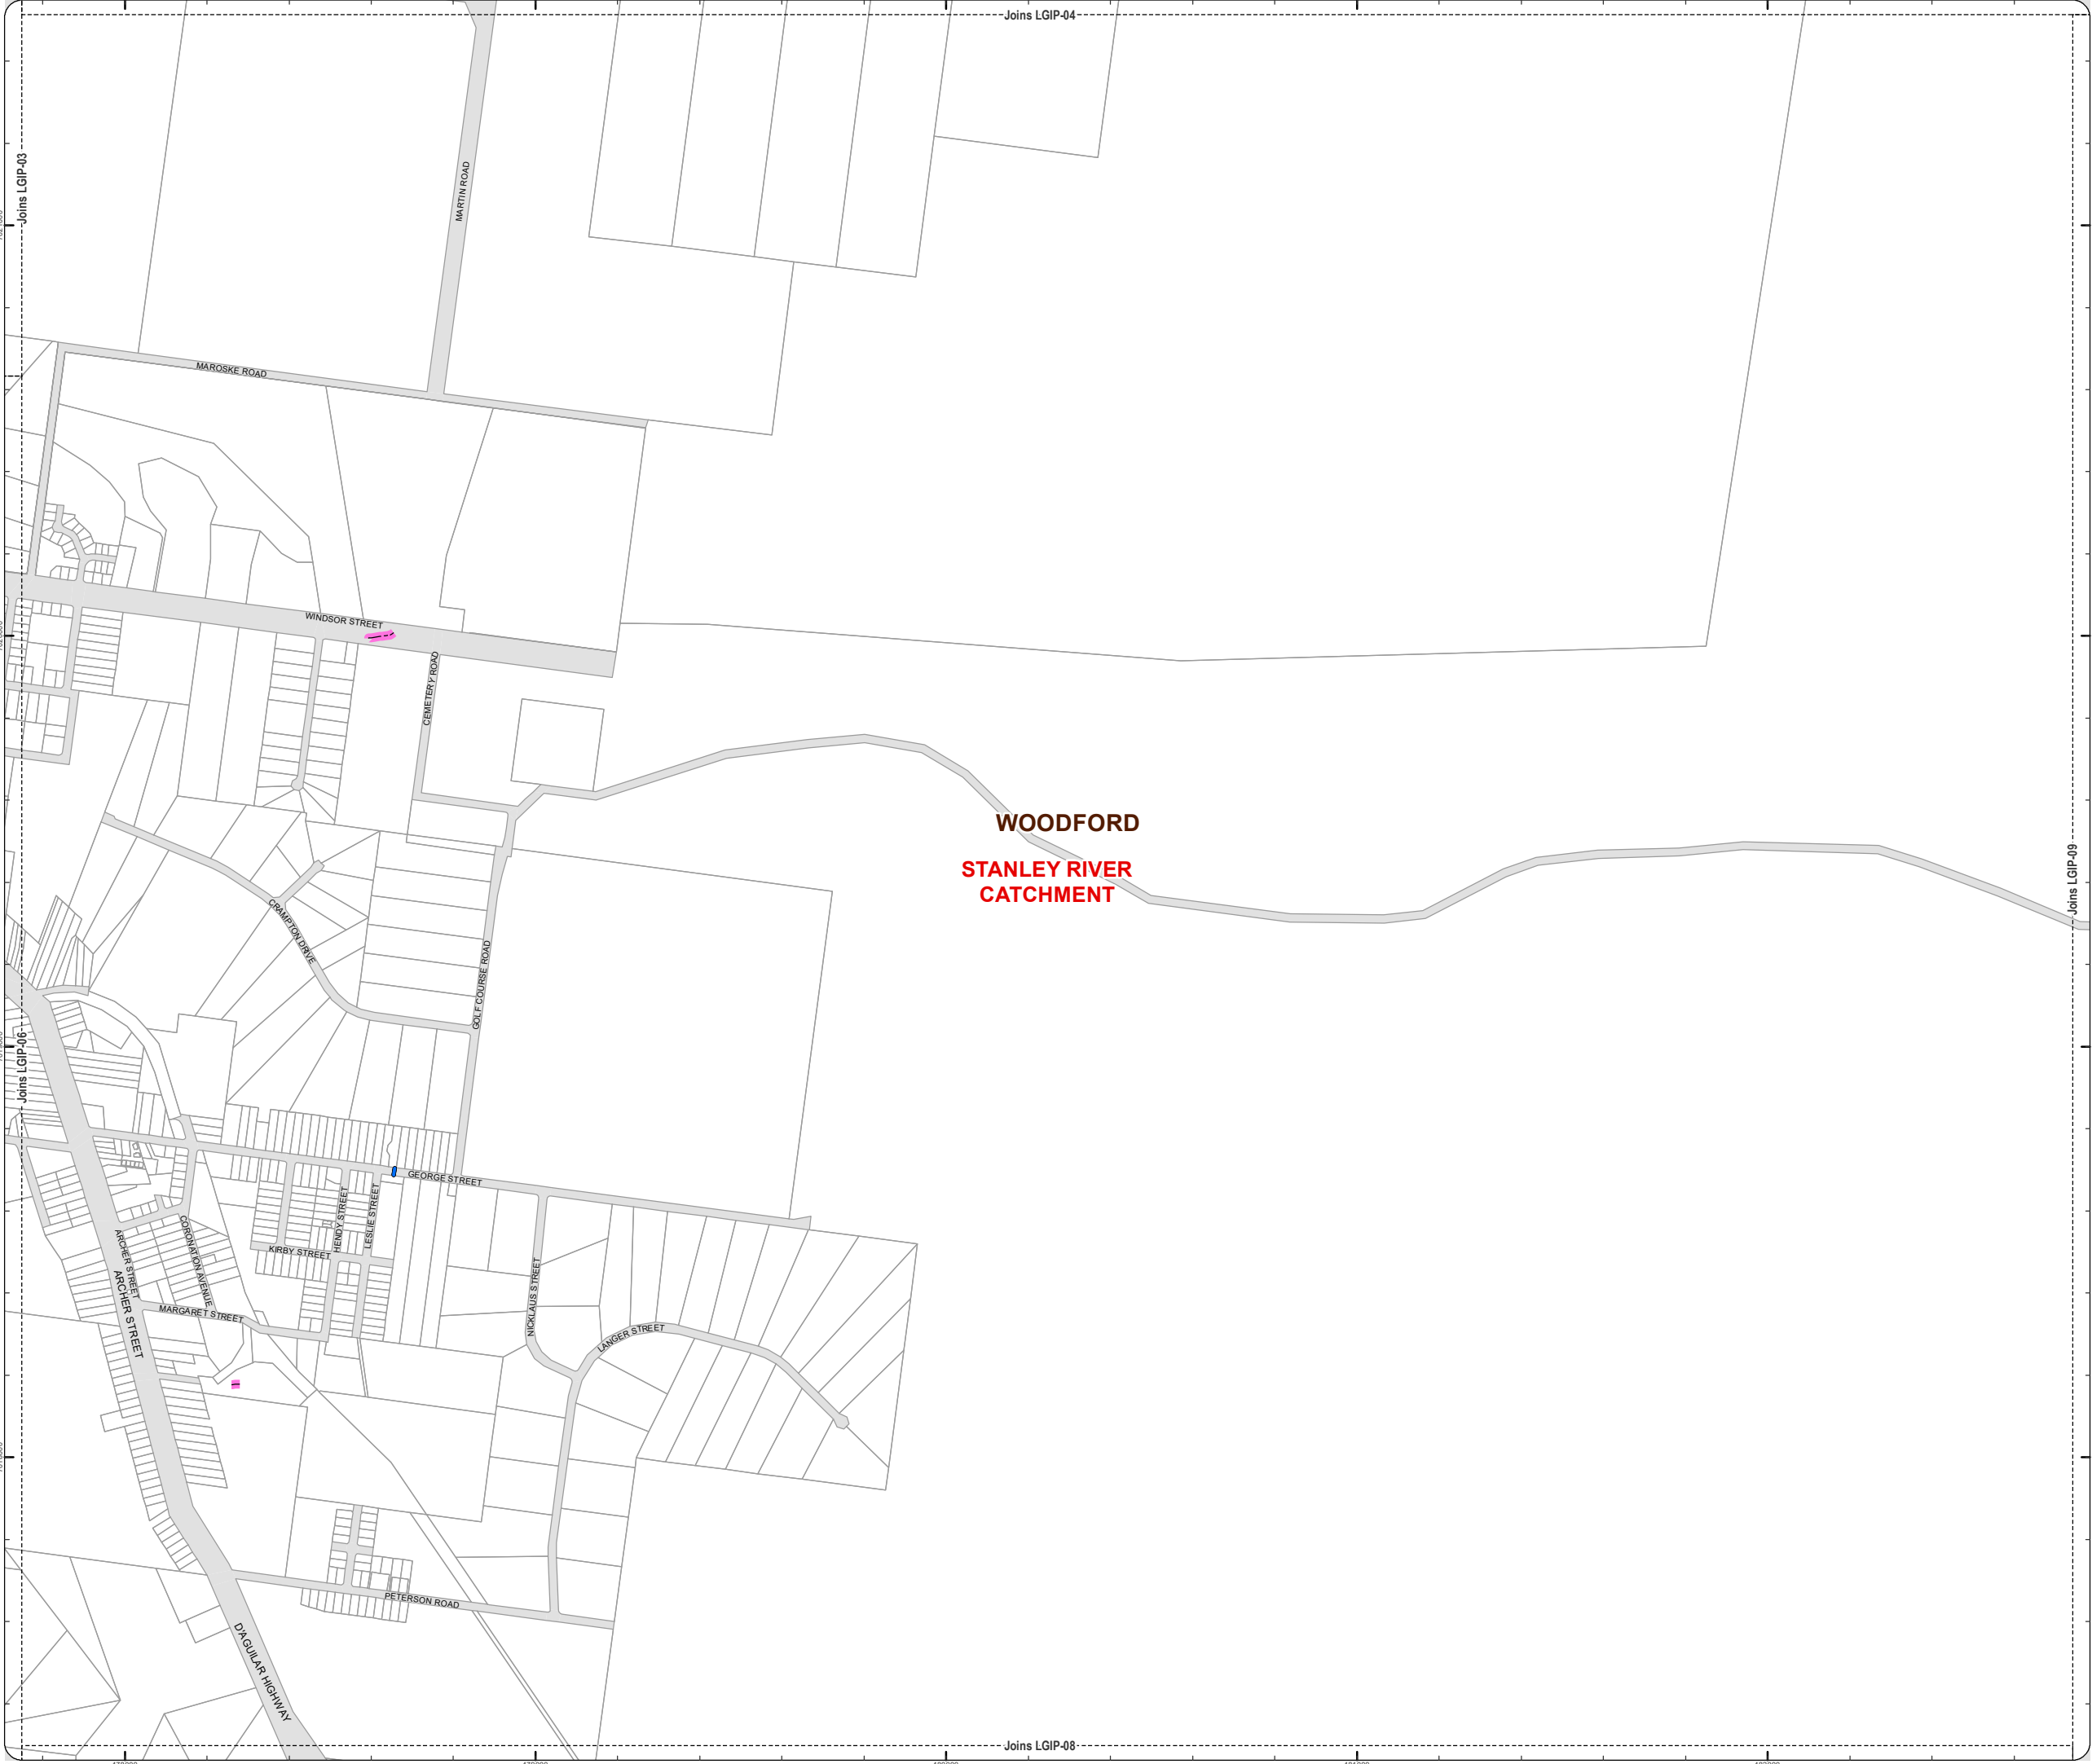 Joins LGIP-04
Joins LGIP-03
MARTIN ROAD
MAROSKE ROAD
WINDSOR STREET
CEMETERY ROAD
WOODFORD
STANLEY RIVER
CATCHMENT
Joins LGIP-09
CRAMPTON DRIVE
GOLF COURSE ROAD
Joins LGIP-06
GEORGE STREET
HENDY STREET
LESLIE STREET
KIRBY STREET
CORONATION AVENUE
ARCHER STREET
ARCHER STREET
MARGARET STREET
NICKLAUS STREET
LANGER STREET
PETERSON ROAD
D'AGUILAR HIGHWAY
Joins LGIP-08